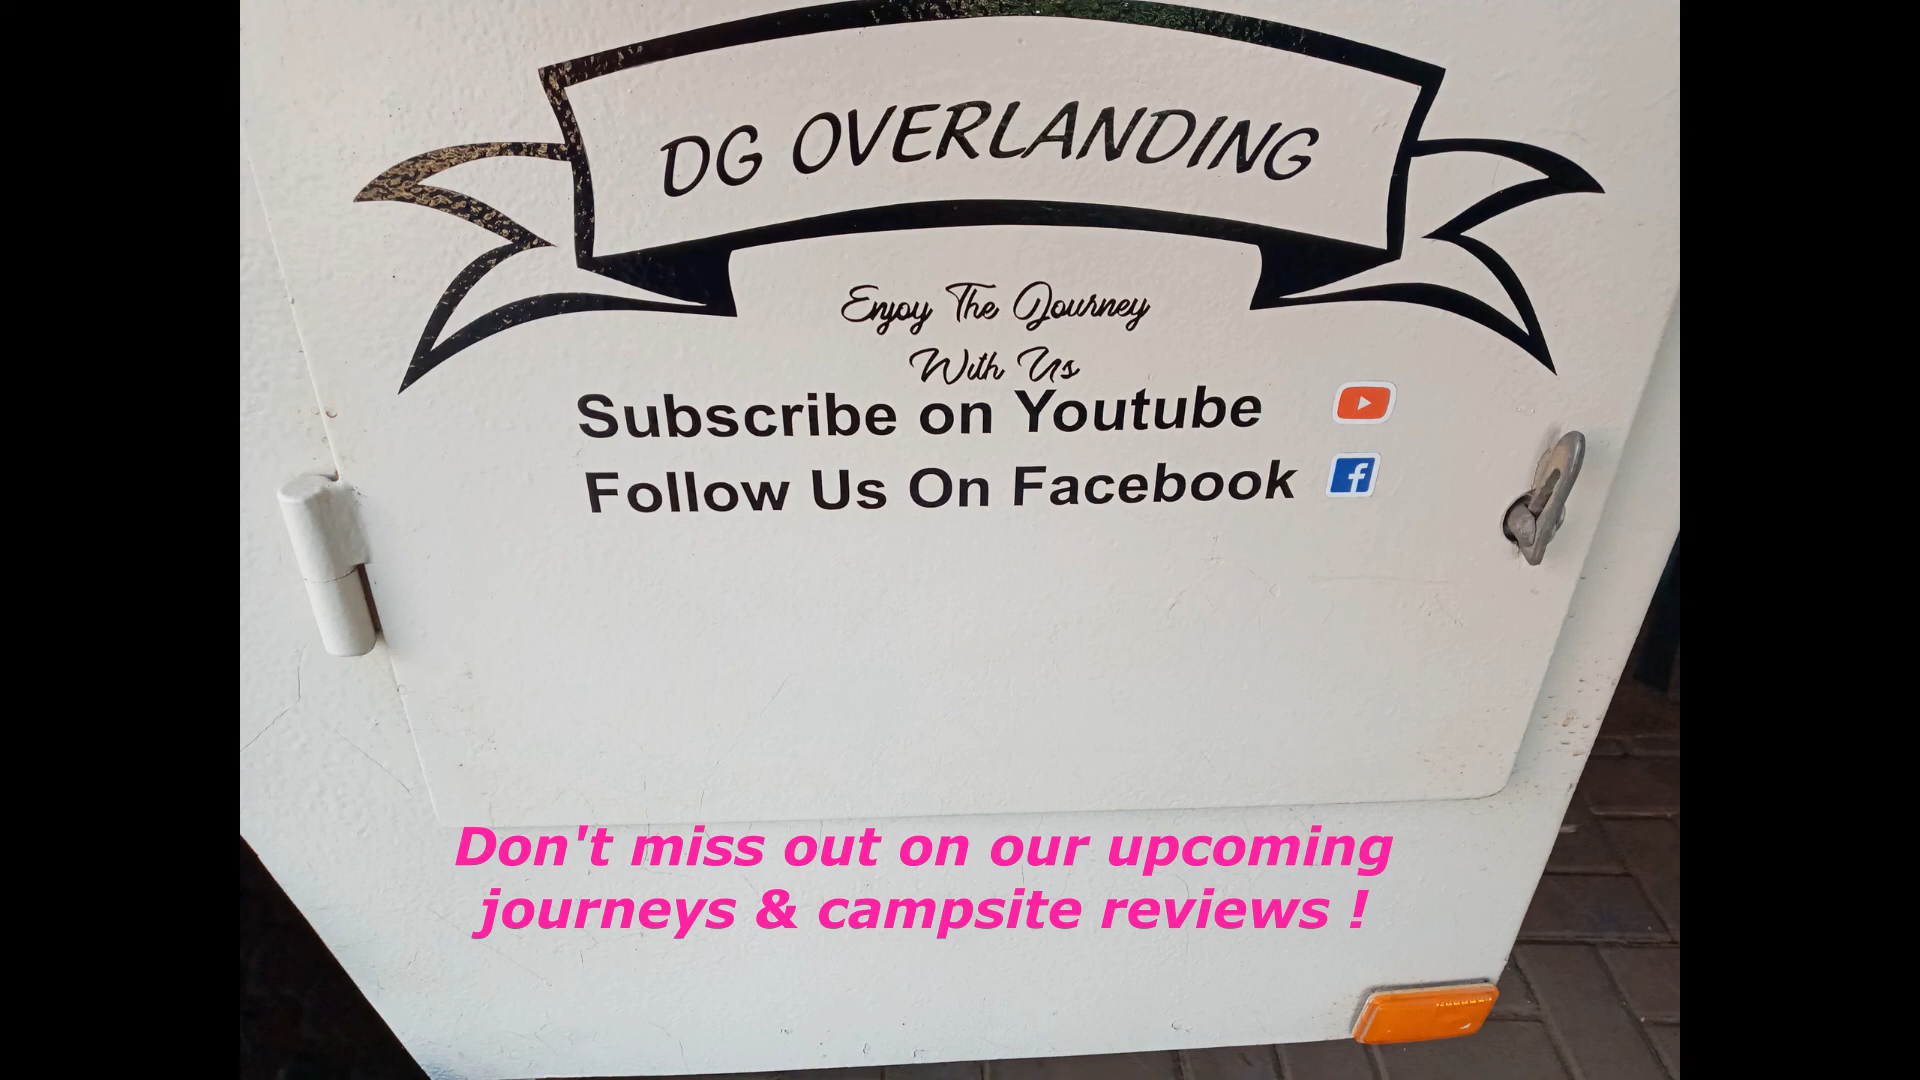 DG OVERLANDING
Enjoy The Journey
With Us
Subscribe on Youtube
Follow Us On Facebook
Don't miss out on our upcoming
journeys & campsite reviews !